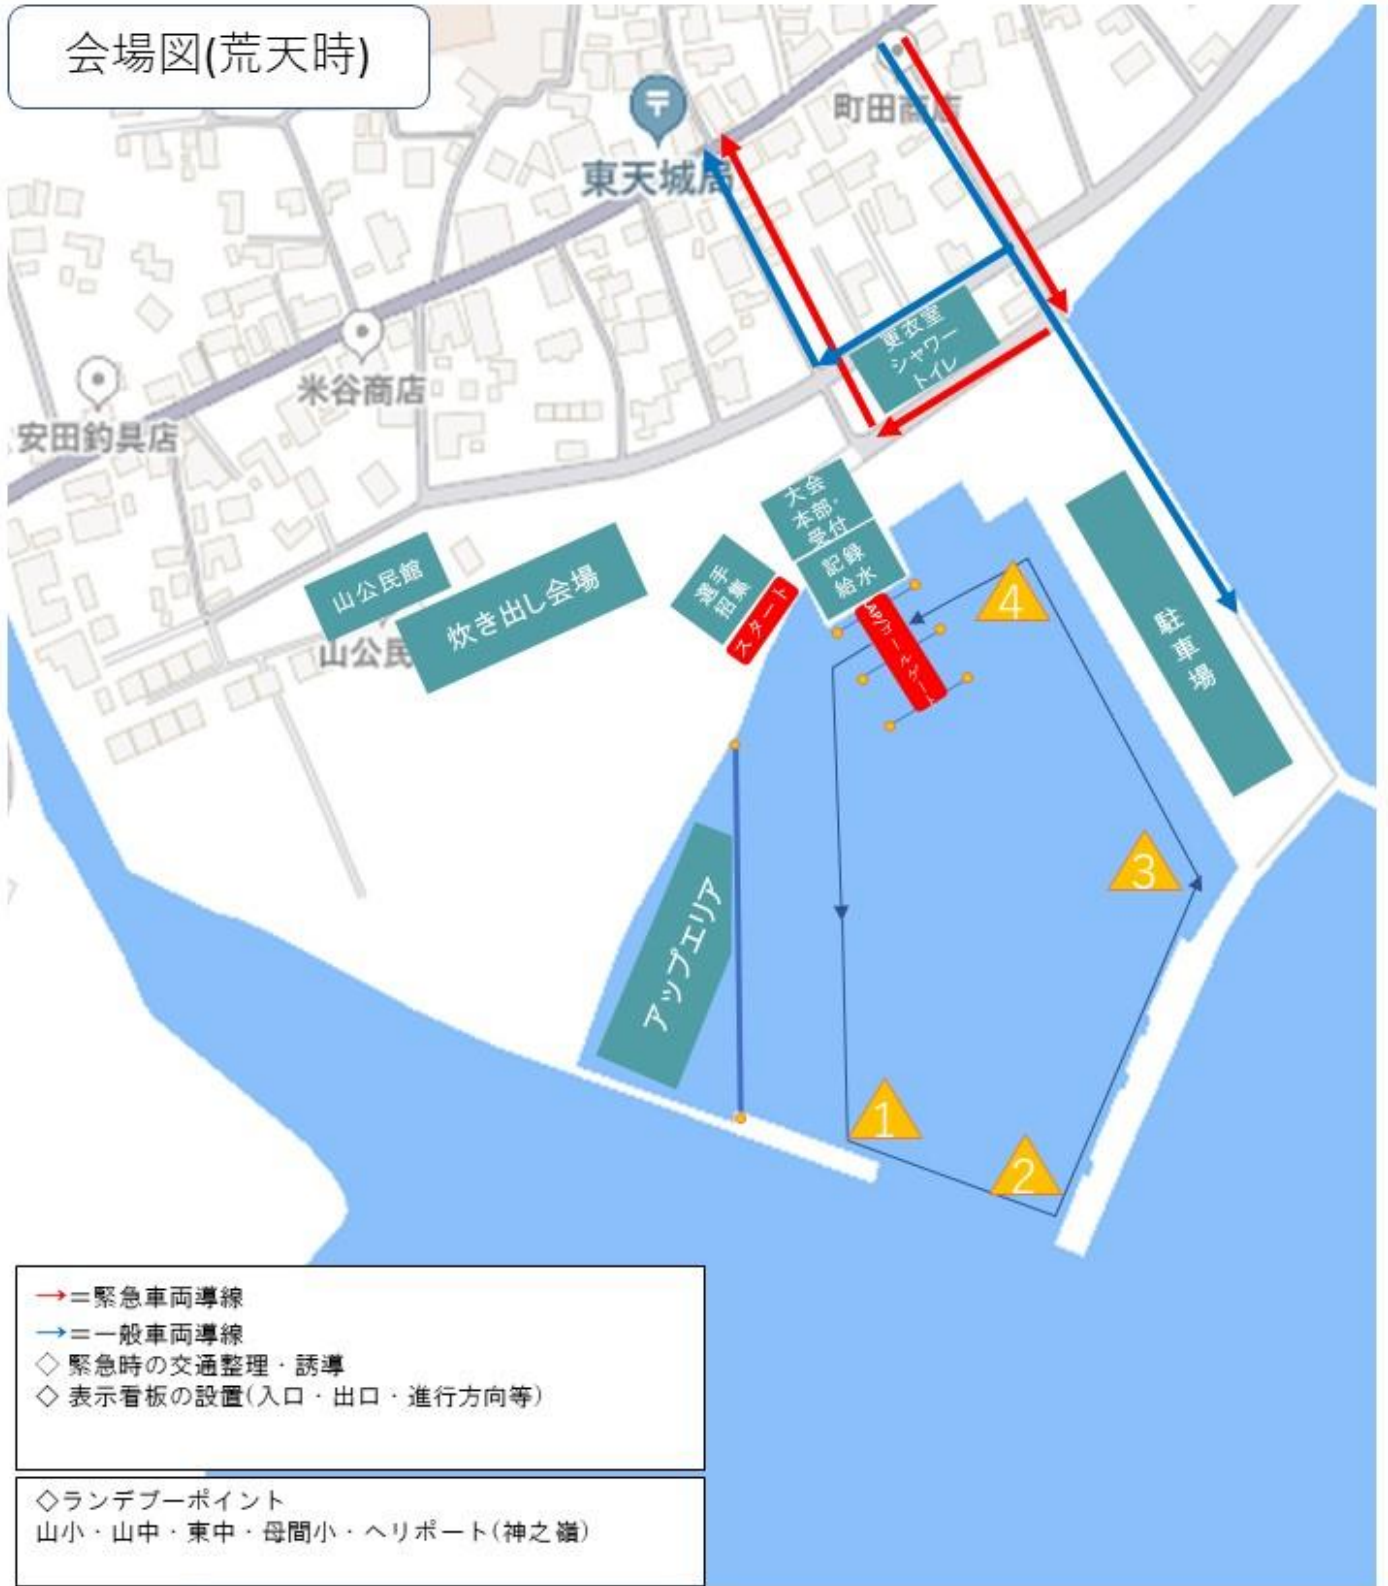 会場図(荒天時)
町田商店
東天城局
更衣室
シャワー
トイレ
米谷商店
安田釣具店
大会
本部・
受付
記録
給水
選手
招集
スタート
山公民館
炊き出し会場
山公民
4
駐車場
3
アップエリア
1
2
→＝緊急車両導線
→＝一般車両導線
◇ 緊急時の交通整理・誘導
◇ 表示看板の設置(入口・出口・進行方向等)
◇ランデブーポイント
山小・山中・東中・母間小・ヘリポート(神之嶺)